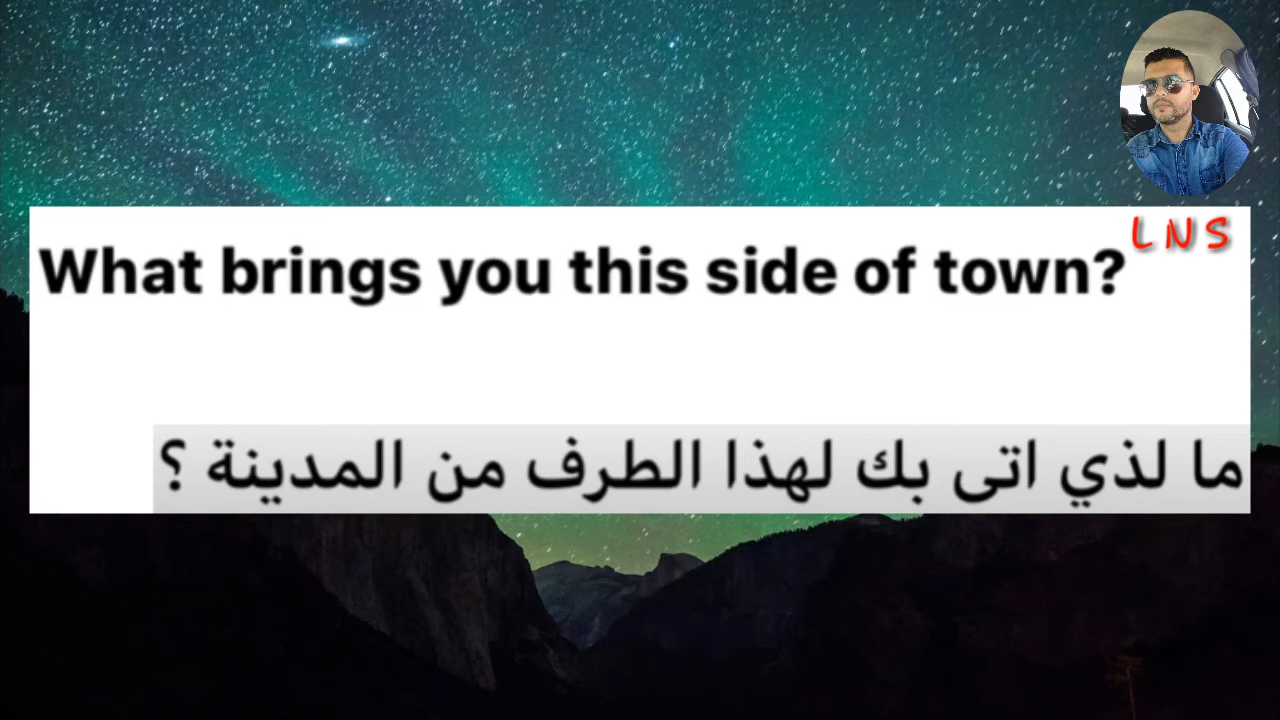 LNS
What brings you this side of town?
ما لذي اتى بك لهذا الطرف من المدينة ؟